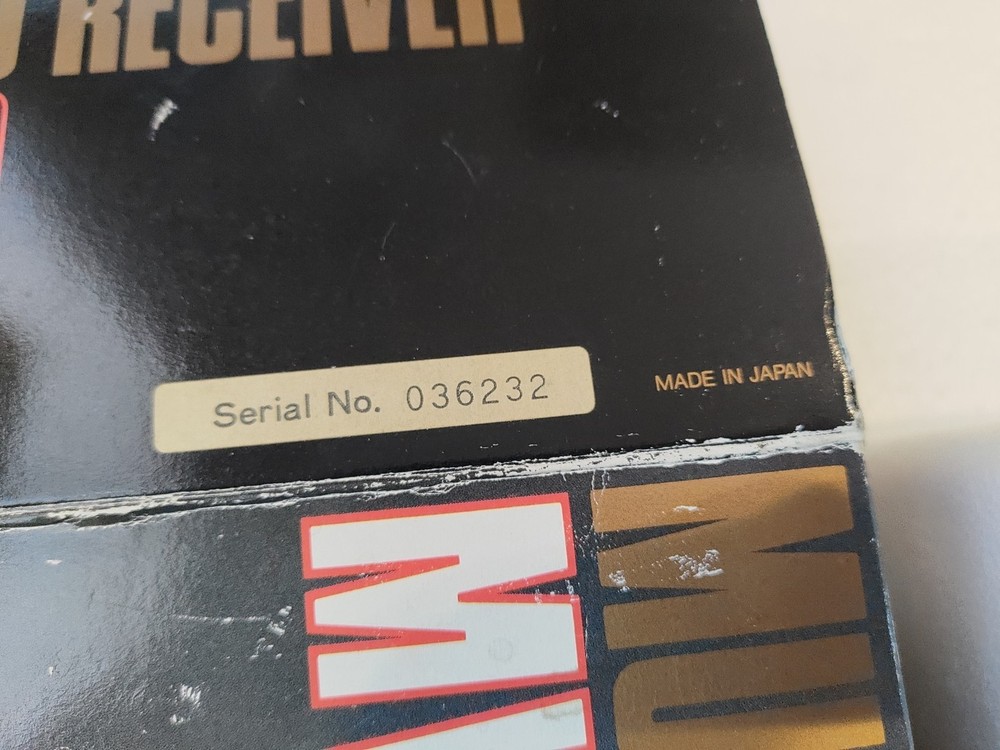 RECEIVER
Serial No. 036232
MADE IN JAPAN